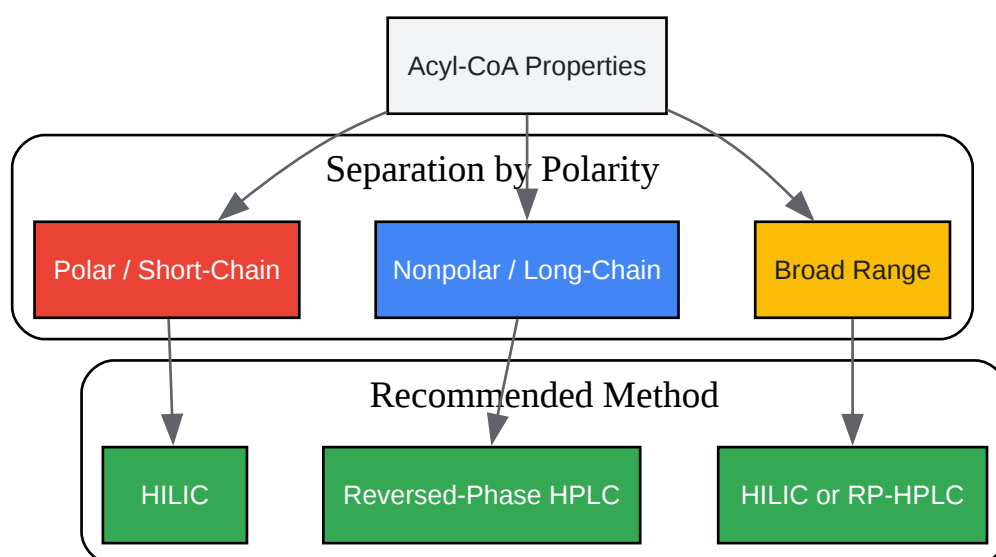 Acyl-CoA Properties
Separation by Polarity
Polar / Short-Chain
Nonpolar / Long-Chain
Broad Range
Recommended Method
HILIC
Reversed-Phase HPLC
HILIC or RP-HPLC